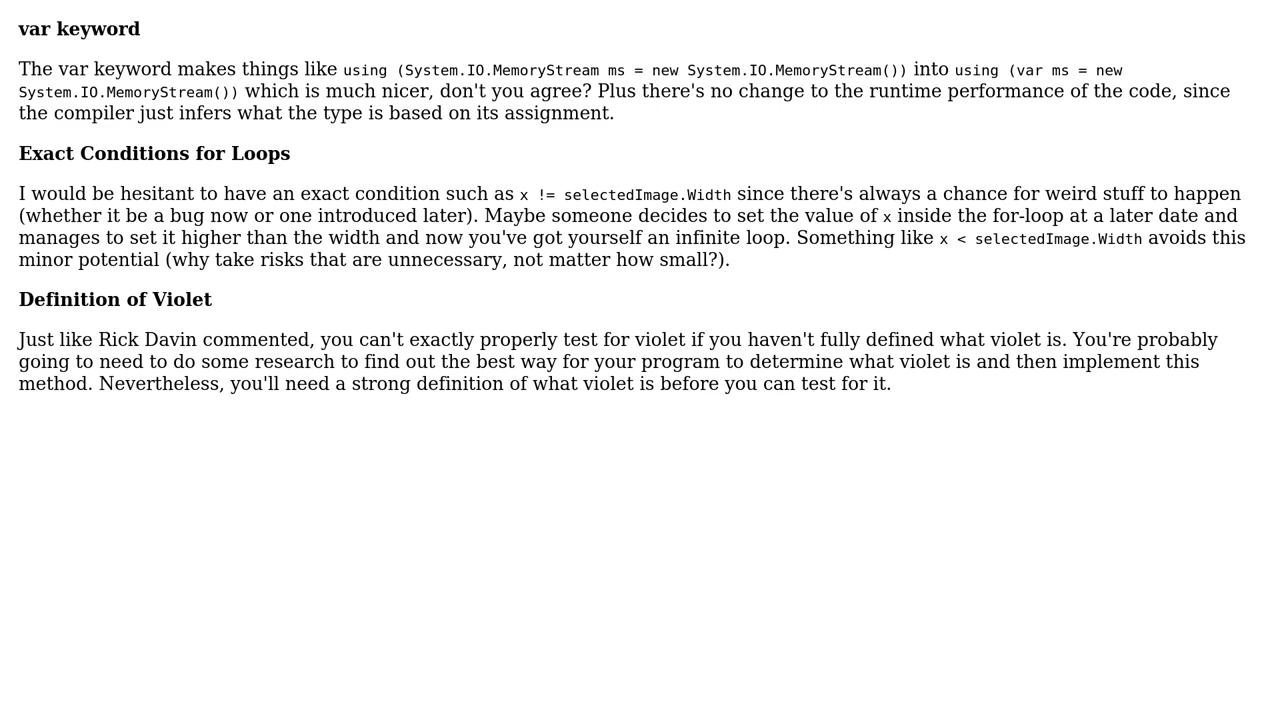 var keyword
The var keyword makes things like using (System.IO.MemoryStream ms = new System.IO.MemoryStream()) into using (var ms = new
System.IO.MemoryStream()) which is much nicer, don't you agree? Plus there's no change to the runtime performance of the code, since
the compiler just infers what the type is based on its assignment.
Exact Conditions for Loops
I would be hesitant to have an exact condition such as x != selectedImage.Width since there's always a chance for weird stuff to happen
(whether it be a bug now or one introduced later). Maybe someone decides to set the value of x inside the for-loop at a later date and
manages to set it higher than the width and now you've got yourself an infinite loop. Something like x < selectedImage.Width avoids this
minor potential (why take risks that are unnecessary, not matter how small?).
Definition of Violet
Just like Rick Davin commented, you can't exactly properly test for violet if you haven't fully defined what violet is. You're probably
going to need to do some research to find out the best way for your program to determine what violet is and then implement this
method. Nevertheless, you'll need a strong definition of what violet is before you can test for it.